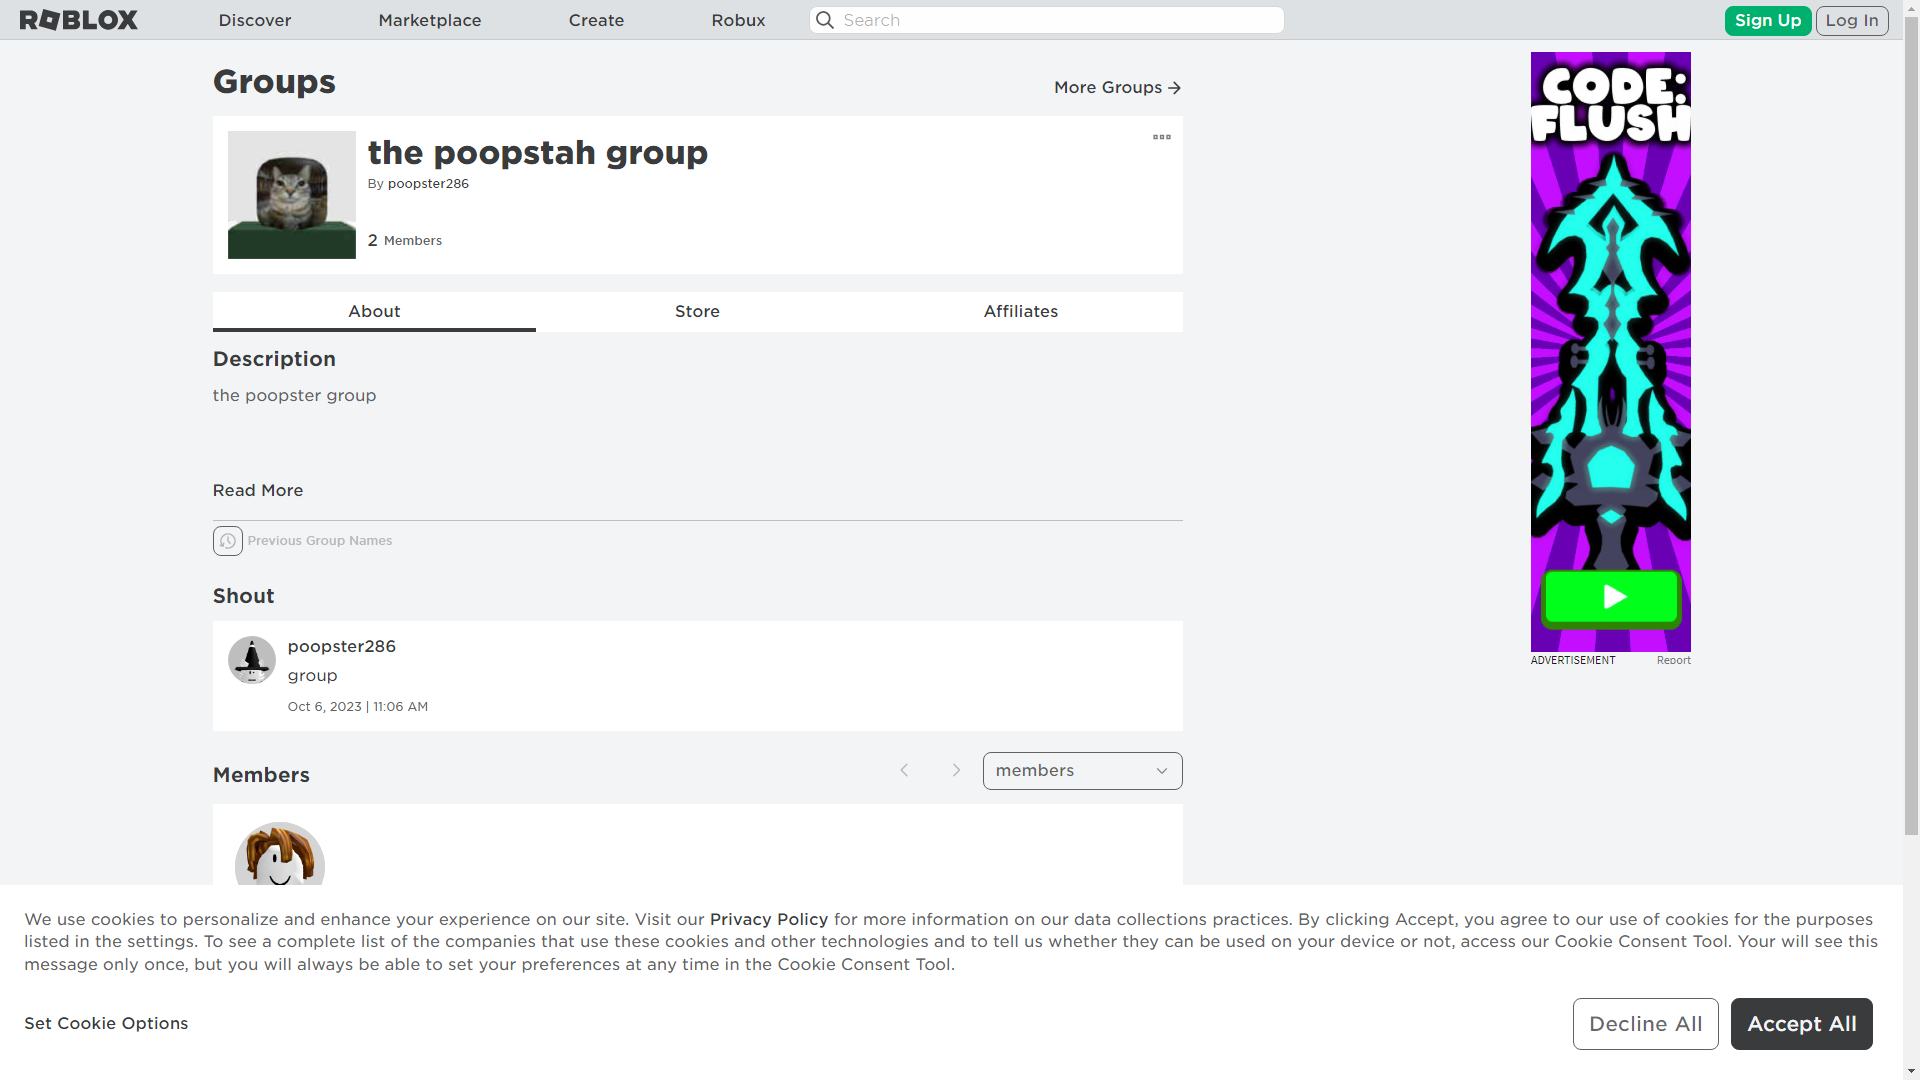 ROBLOX
Discover
Marketplace
Create
Robux
Search
Sign Up
Log In
Groups
More Groups
the poopstah group
By poopster286
2 Members
About
Store
Affiliates
Description
the poopster group
Read More
Previous Group Names
Shout
poopster286
group
Oct 6, 2023 | 11:06 AM
Members
members
CODE:
FLUSH
ADVERTISEMENT
Report
We use cookies to personalize and enhance your experience on our site. Visit our Privacy Policy for more information on our data collections practices. By clicking Accept, you agree to our use of cookies for the purposes
listed in the settings. To see a complete list of the companies that use these cookies and other technologies and to tell us whether they can be used on your device or not, access our Cookie Consent Tool. Your will see this
message only once, but you will always be able to set your preferences at any time in the Cookie Consent Tool.
Set Cookie Options
Decline All
Accept All